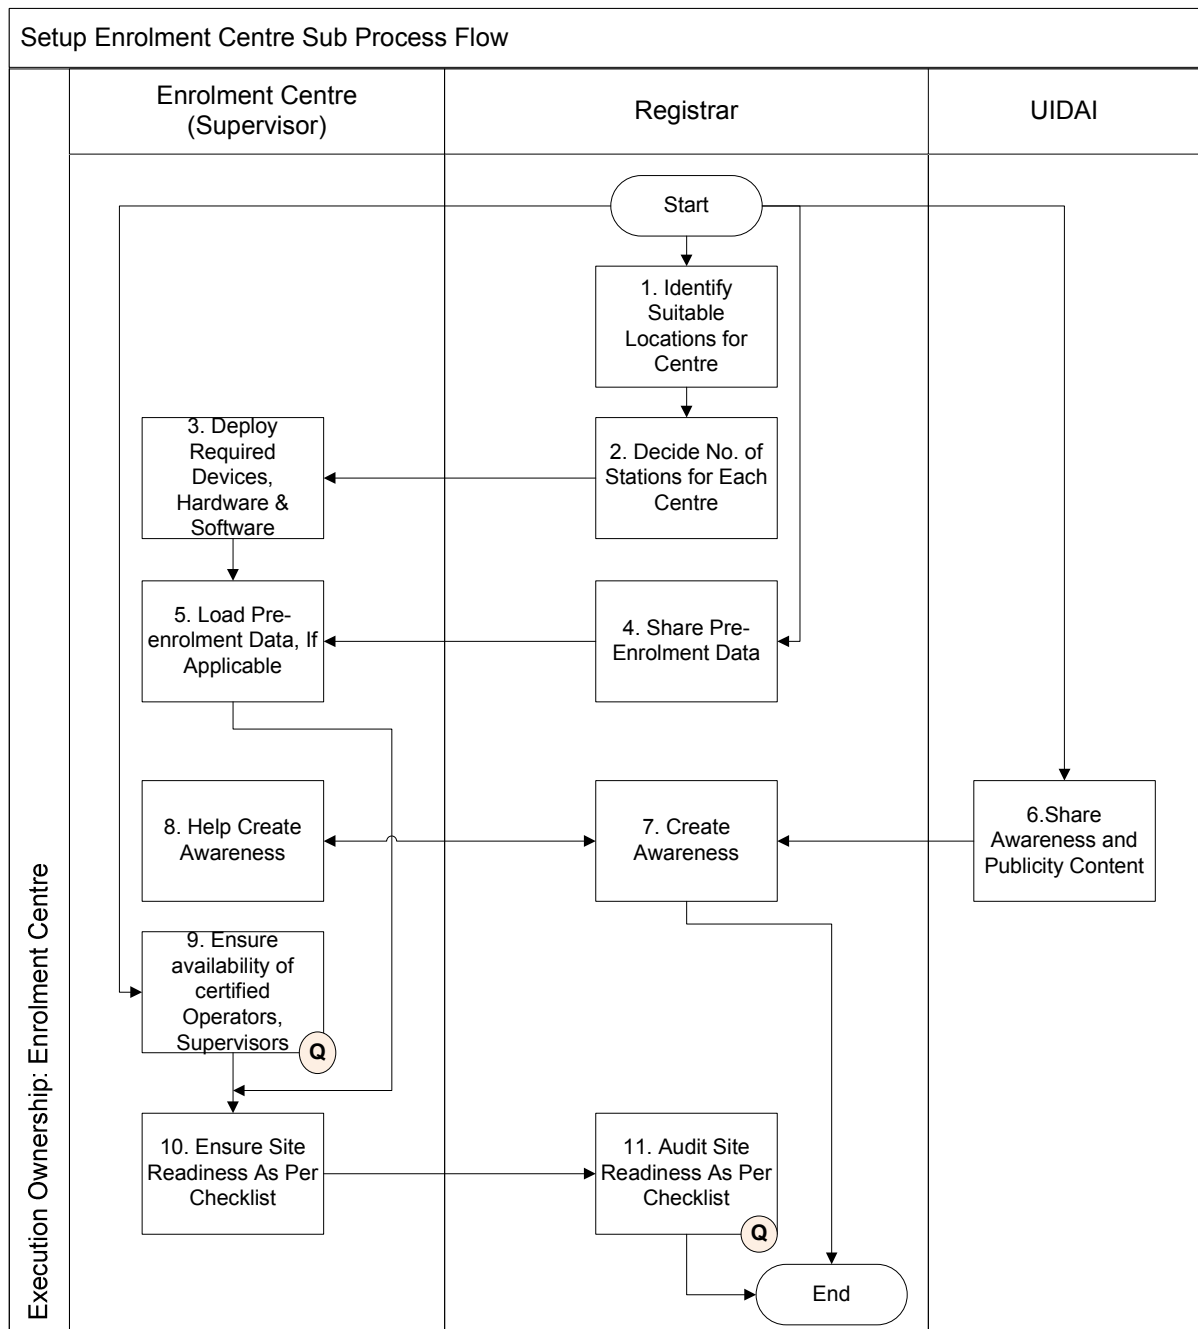 Setup Enrolment Centre Sub Process Flow
Enrolment Centre
(Supervisor)
Registrar
UIDAI
Start
1. Identify
Suitable
Locations for
Centre
2. Decide No. of
Stations for Each
Centre
3. Deploy
Required
Devices,
Hardware &
Software
4. Share Pre-
Enrolment Data
5. Load Pre-
enrolment Data, If
Applicable
6.Share
Awareness and
Publicity Content
7. Create
Awareness
8. Help Create
Awareness
9. Ensure
availability of
certified
Operators,
Supervisors
Q
10. Ensure Site
Readiness As Per
Checklist
11. Audit Site
Readiness As Per
Checklist
Q
End
Execution Ownership: Enrolment Centre